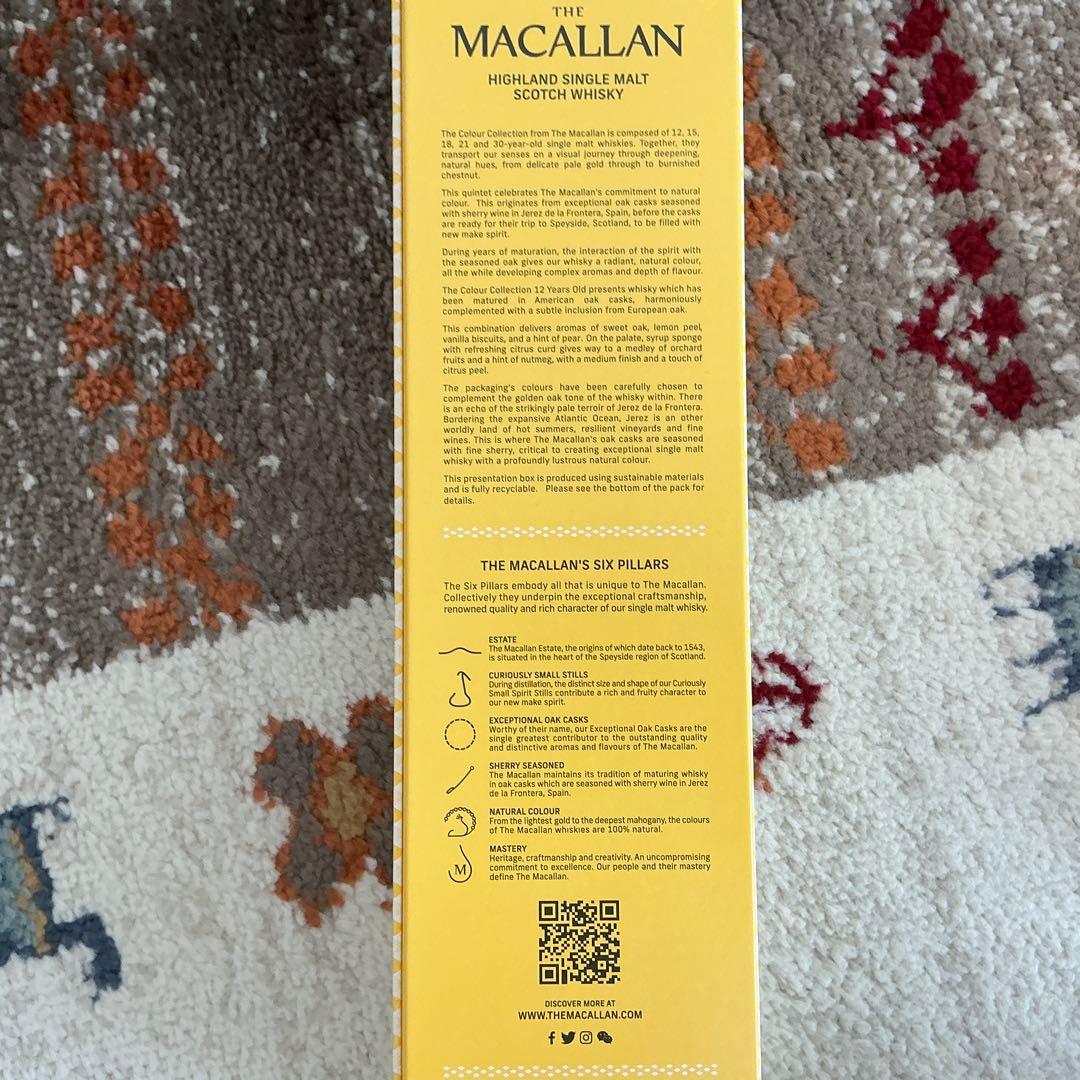 THE
MACALLAN
HIGHLAND SINGLE MALT
SCOTCH WHISKY
The Colour Collection from The Macallan is composed of 12, 15,
18, 21 and 30-year-old single malt whiskies. Together, they
transport our senses on a visual journey through deepening,
natural hues, from delicate pale gold through to burnished
chestnut.
This quintet celebrates The Macallan's commitment to natural
colour. This originates from exceptional oak casks seasoned
with sherry wine in Jerez de la Frontera, Spain, before the casks
are ready for their trip to Speyside, Scotland, to be filled with
new make spirit.
During years of maturation, the interaction of the spirit with
the seasoned oak gives our whisky a radiant, natural colour,
all the while developing complex aromas and depth of flavour.
The Colour Collection 12 Years Old presents whisky which has
been matured in American oak casks, harmoniously
complemented with a subtle inclusion from European oak.
This combination delivers aromas of sweet oak, lemon peel,
vanilla biscuits, and a hint of pear. On the palate, syrup sponge
with refreshing citrus curd gives way to a medley of orchard
fruits and a hint of nutmeg, with a medium finish and a touch of
citrus peel.
The packaging's colours have been carefully chosen to
complement the golden oak tone of the whisky within. There
is an echo of the strikingly pale terroir of Jerez de la Frontera.
Bordering the expansive Atlantic Ocean, Jerez is an other
worldly land of hot summers, resilient vineyards and fine
wines. This is where The Macallan's oak casks are seasoned
with fine sherry, critical to creating exceptional single malt
whisky with a profoundly lustrous natural colour.
This presentation box is produced using sustainable materials
and is fully recyclable. Please see the bottom of the pack for
details.
THE MACALLAN'S SIX PILLARS
The Six Pillars embody all that is unique to The Macallan.
Collectively they underpin the exceptional craftsmanship,
renowned quality and rich character of our single malt whisky.
ESTATE
The Macallan Estate, the origins of which date back to 1543,
is situated in the heart of the Speyside region of Scotland.
CURIOUSLY SMALL STILLS
During distillation, the distinct size and shape of our Curiously
Small Spirit Stills contribute a rich and fruity character to
our new make spirit.
EXCEPTIONAL OAK CASKS
Worthy of their name, our Exceptional Oak Casks are the
single greatest contributor to the outstanding quality
and distinctive aromas and flavours of The Macallan.
SHERRY SEASONED
The Macallan maintains its tradition of maturing whisky
in oak casks which are seasoned with sherry wine in Jerez
de la Frontera, Spain.
NATURAL COLOUR
From the lightest gold to the deepest mahogany, the colours
of The Macallan whiskies are 100% natural.
MASTERY
M
Heritage, craftmanship and creativity. An uncompromising
commitment to excellence. Our people and their mastery
define The Macallan.
DISCOVER MORE AT
WWW.THEMACALLAN.COM